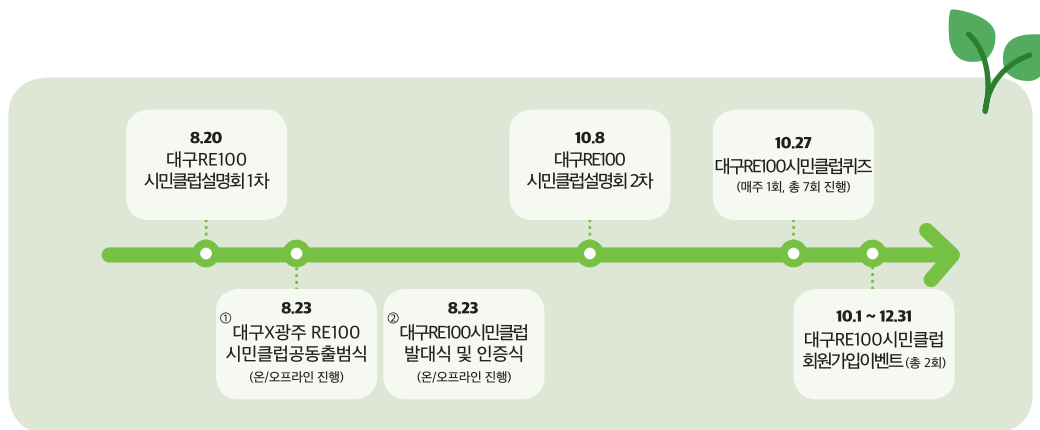 8.20
대구RE100
시민클럽설명회 1차
10.8
대구RE100
시민클럽설명회 2차
10.27
대구RE100시민클럽퀴즈
(매주 1회, 총 7회 진행)
①
8.23
대구X광주 RE100
시민클럽공동출범식
(온/오프라인 진행)
②
8.23
대구RE100시민클럽
발대식 및 인증식
(온/오프라인 진행)
10.1 ~ 12.31
대구RE100시민클럽
회원가입이벤트 (총 2회)